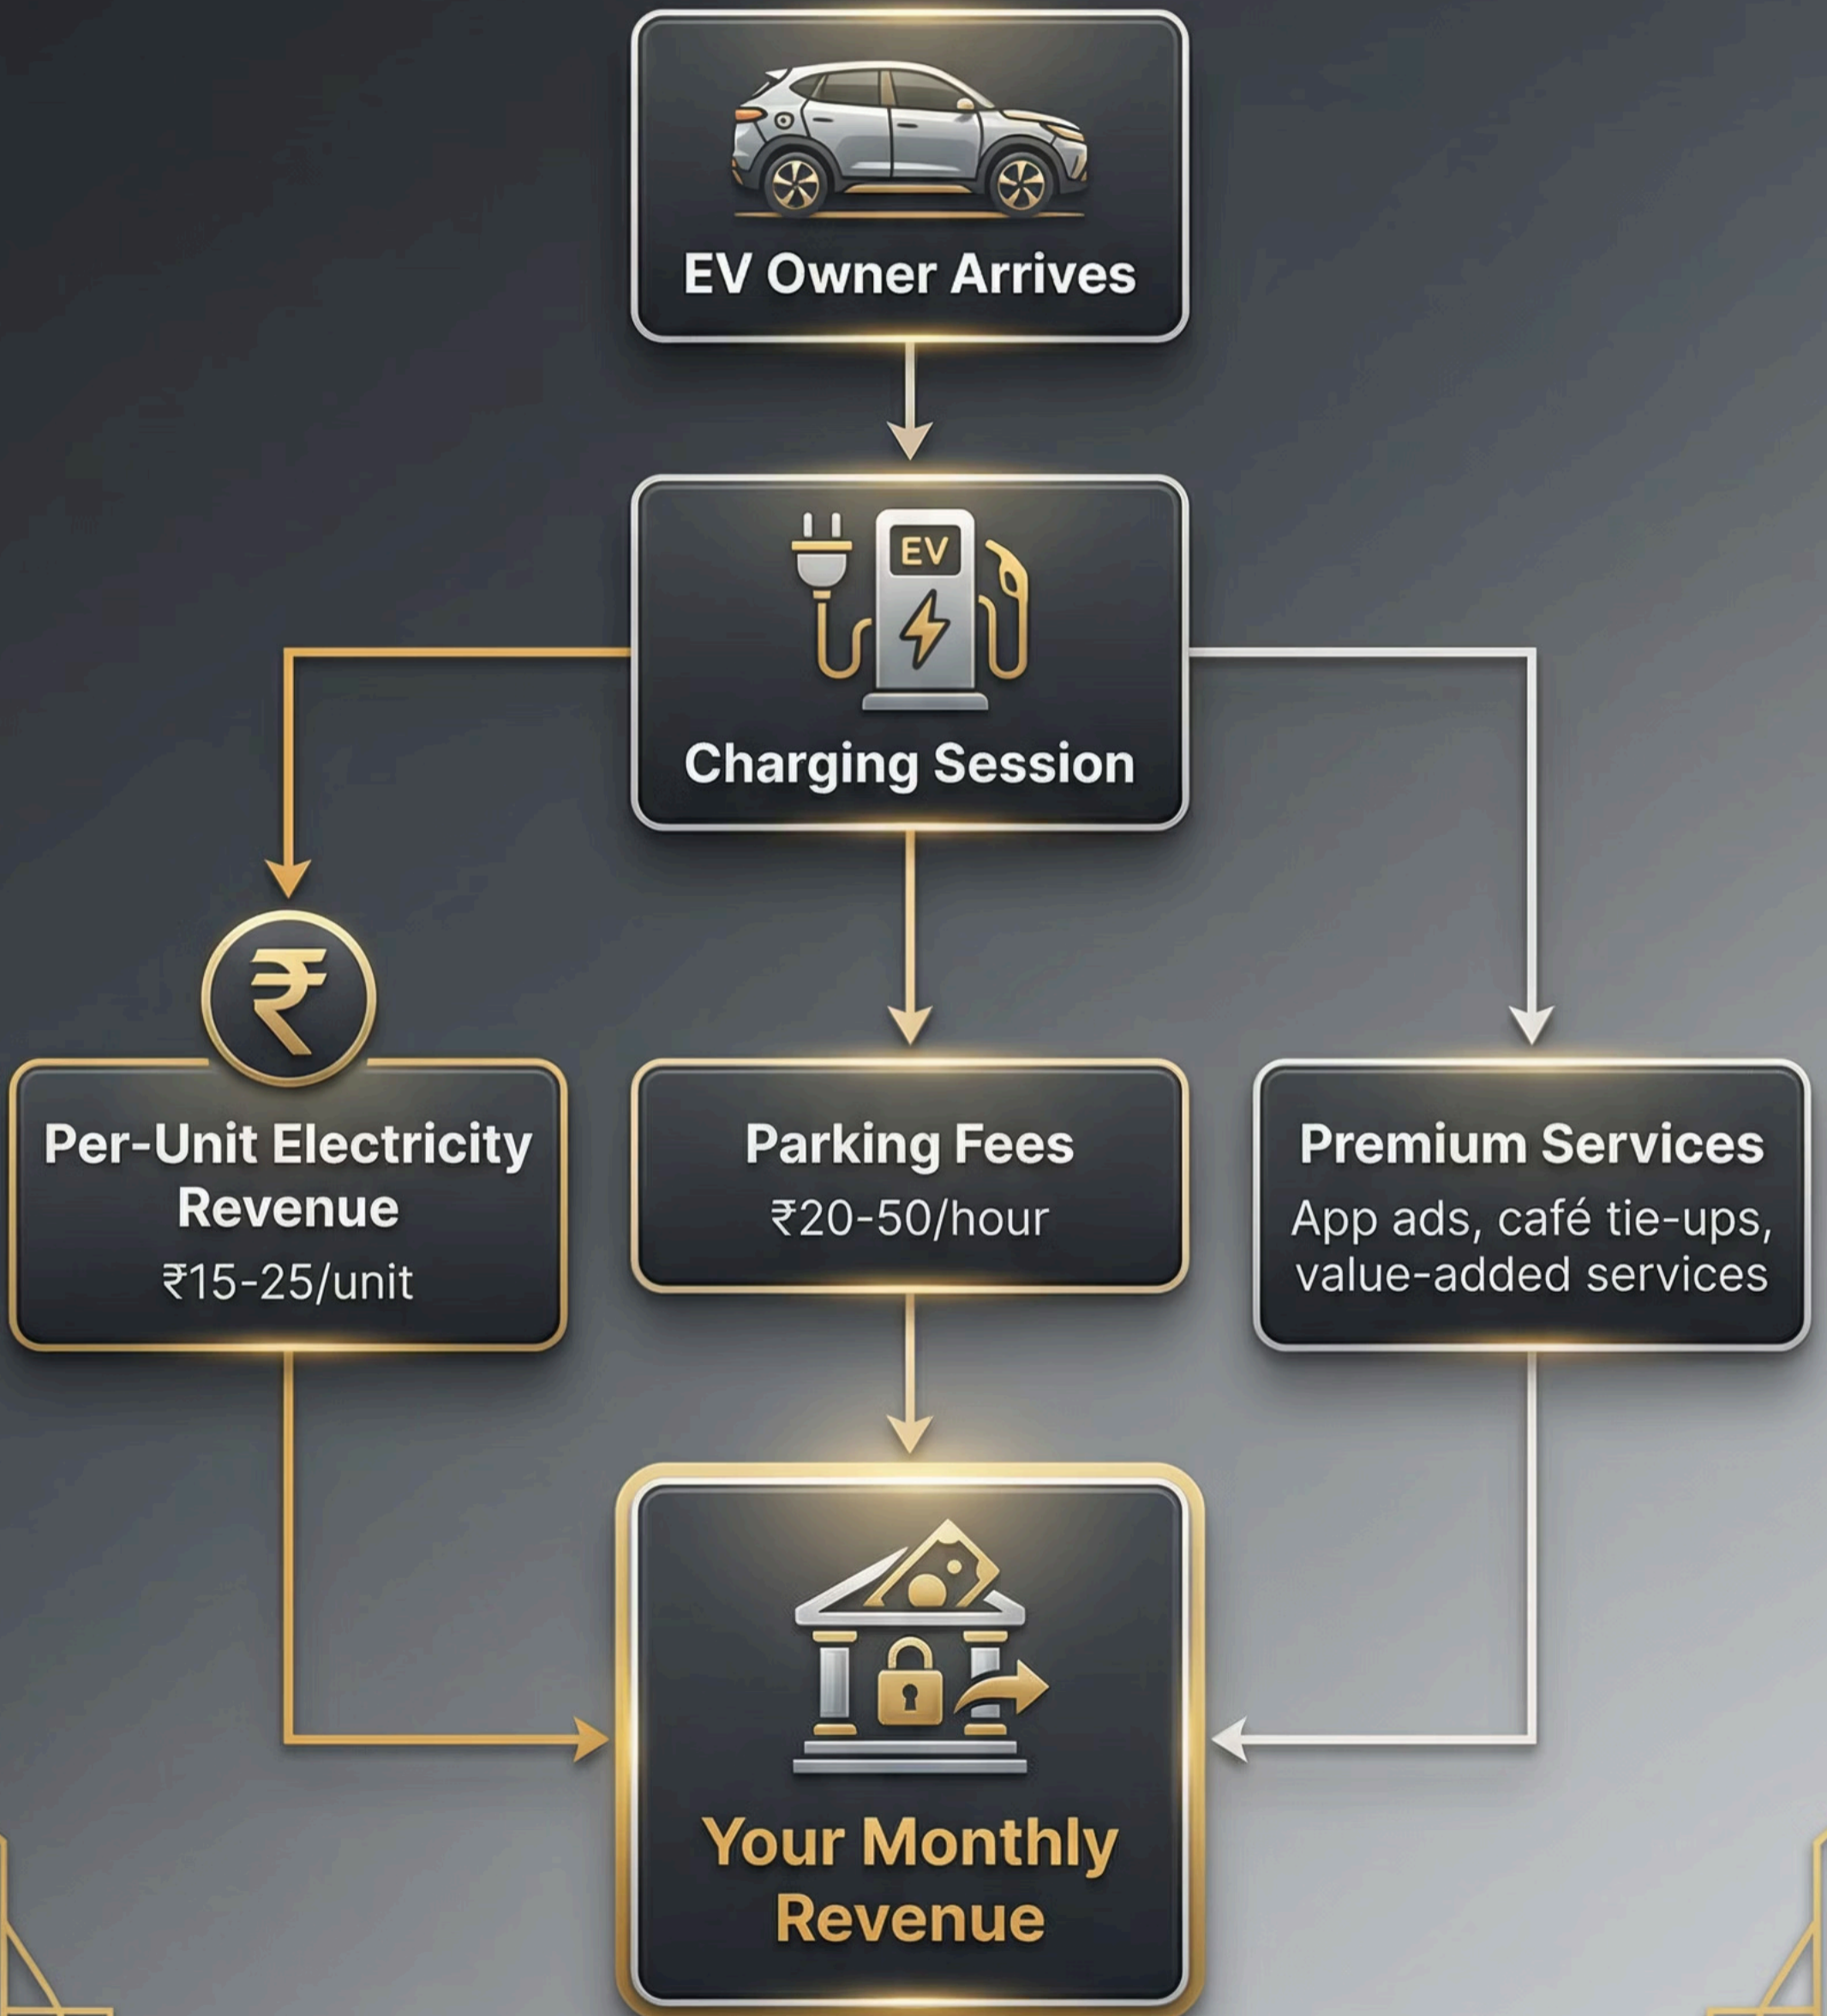 EV Owner Arrives
EV
Charging Session
₹
Per-Unit Electricity
Revenue
₹15-25/unit
Parking Fees
₹20-50/hour
Premium Services
App ads, café tie-ups,
value-added services
Your Monthly
Revenue